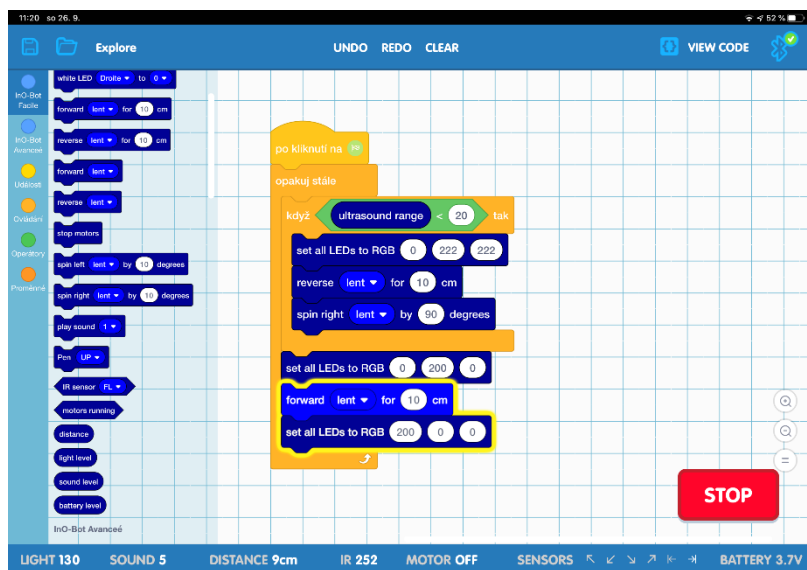 11:20 so 26. 9. 52 %
Explore UNDO REDO CLEAR VIEW CODE
InO-Bot Facile
InO-Bot Avanceé
Události
Ovládání
Operátory
Proměnné
white LED Droite to 0
forward lent for 10 cm
reverse lent for 10 cm
forward lent
reverse lent
stop motors
spin left lent by 10 degrees
spin right lent by 10 degrees
play sound 1
Pen UP
IR sensor FL
motors running
distance
light level
sound level
battery level
InO-Bot Avanceé
po kliknutí na
opakuj stále
když ultrasound range < 20 tak
set all LEDs to RGB 0 222 222
reverse lent for 10 cm
spin right lent by 90 degrees
set all LEDs to RGB 0 200 0
forward lent for 10 cm
set all LEDs to RGB 200 0 0
=
STOP
LIGHT 130 SOUND 5 DISTANCE 9cm IR 252 MOTOR OFF SENSORS BATTERY 3.7V